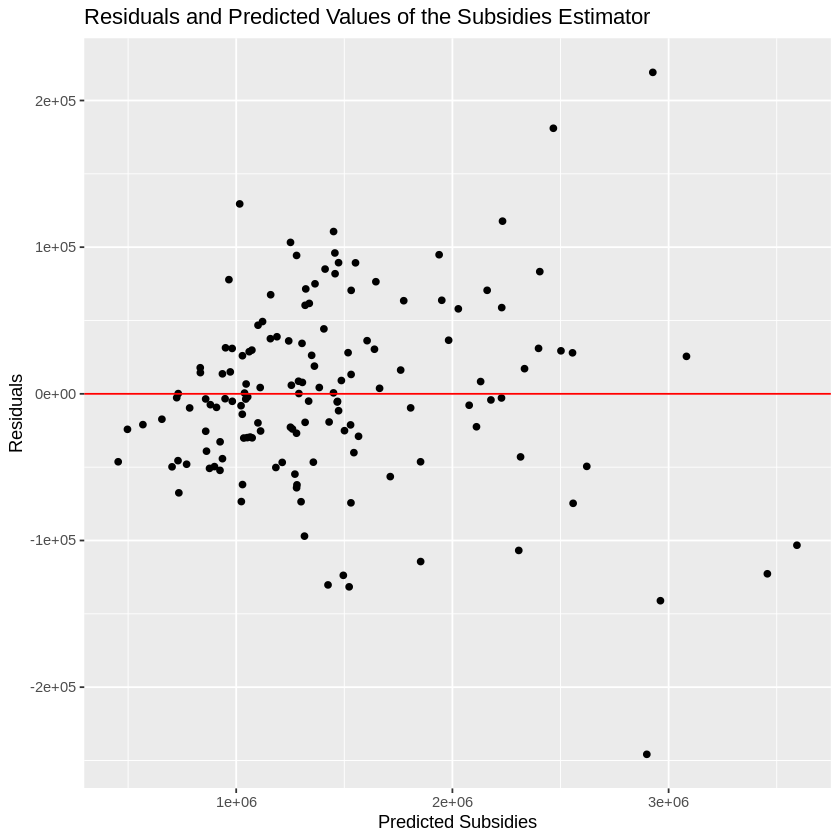 Residuals and Predicted Values of the Subsidies Estimator
2e+05
1e+05
0e+00
-1e+05
-2e+05
Residuals
1e+06 2e+06 3e+06
Predicted Subsidies